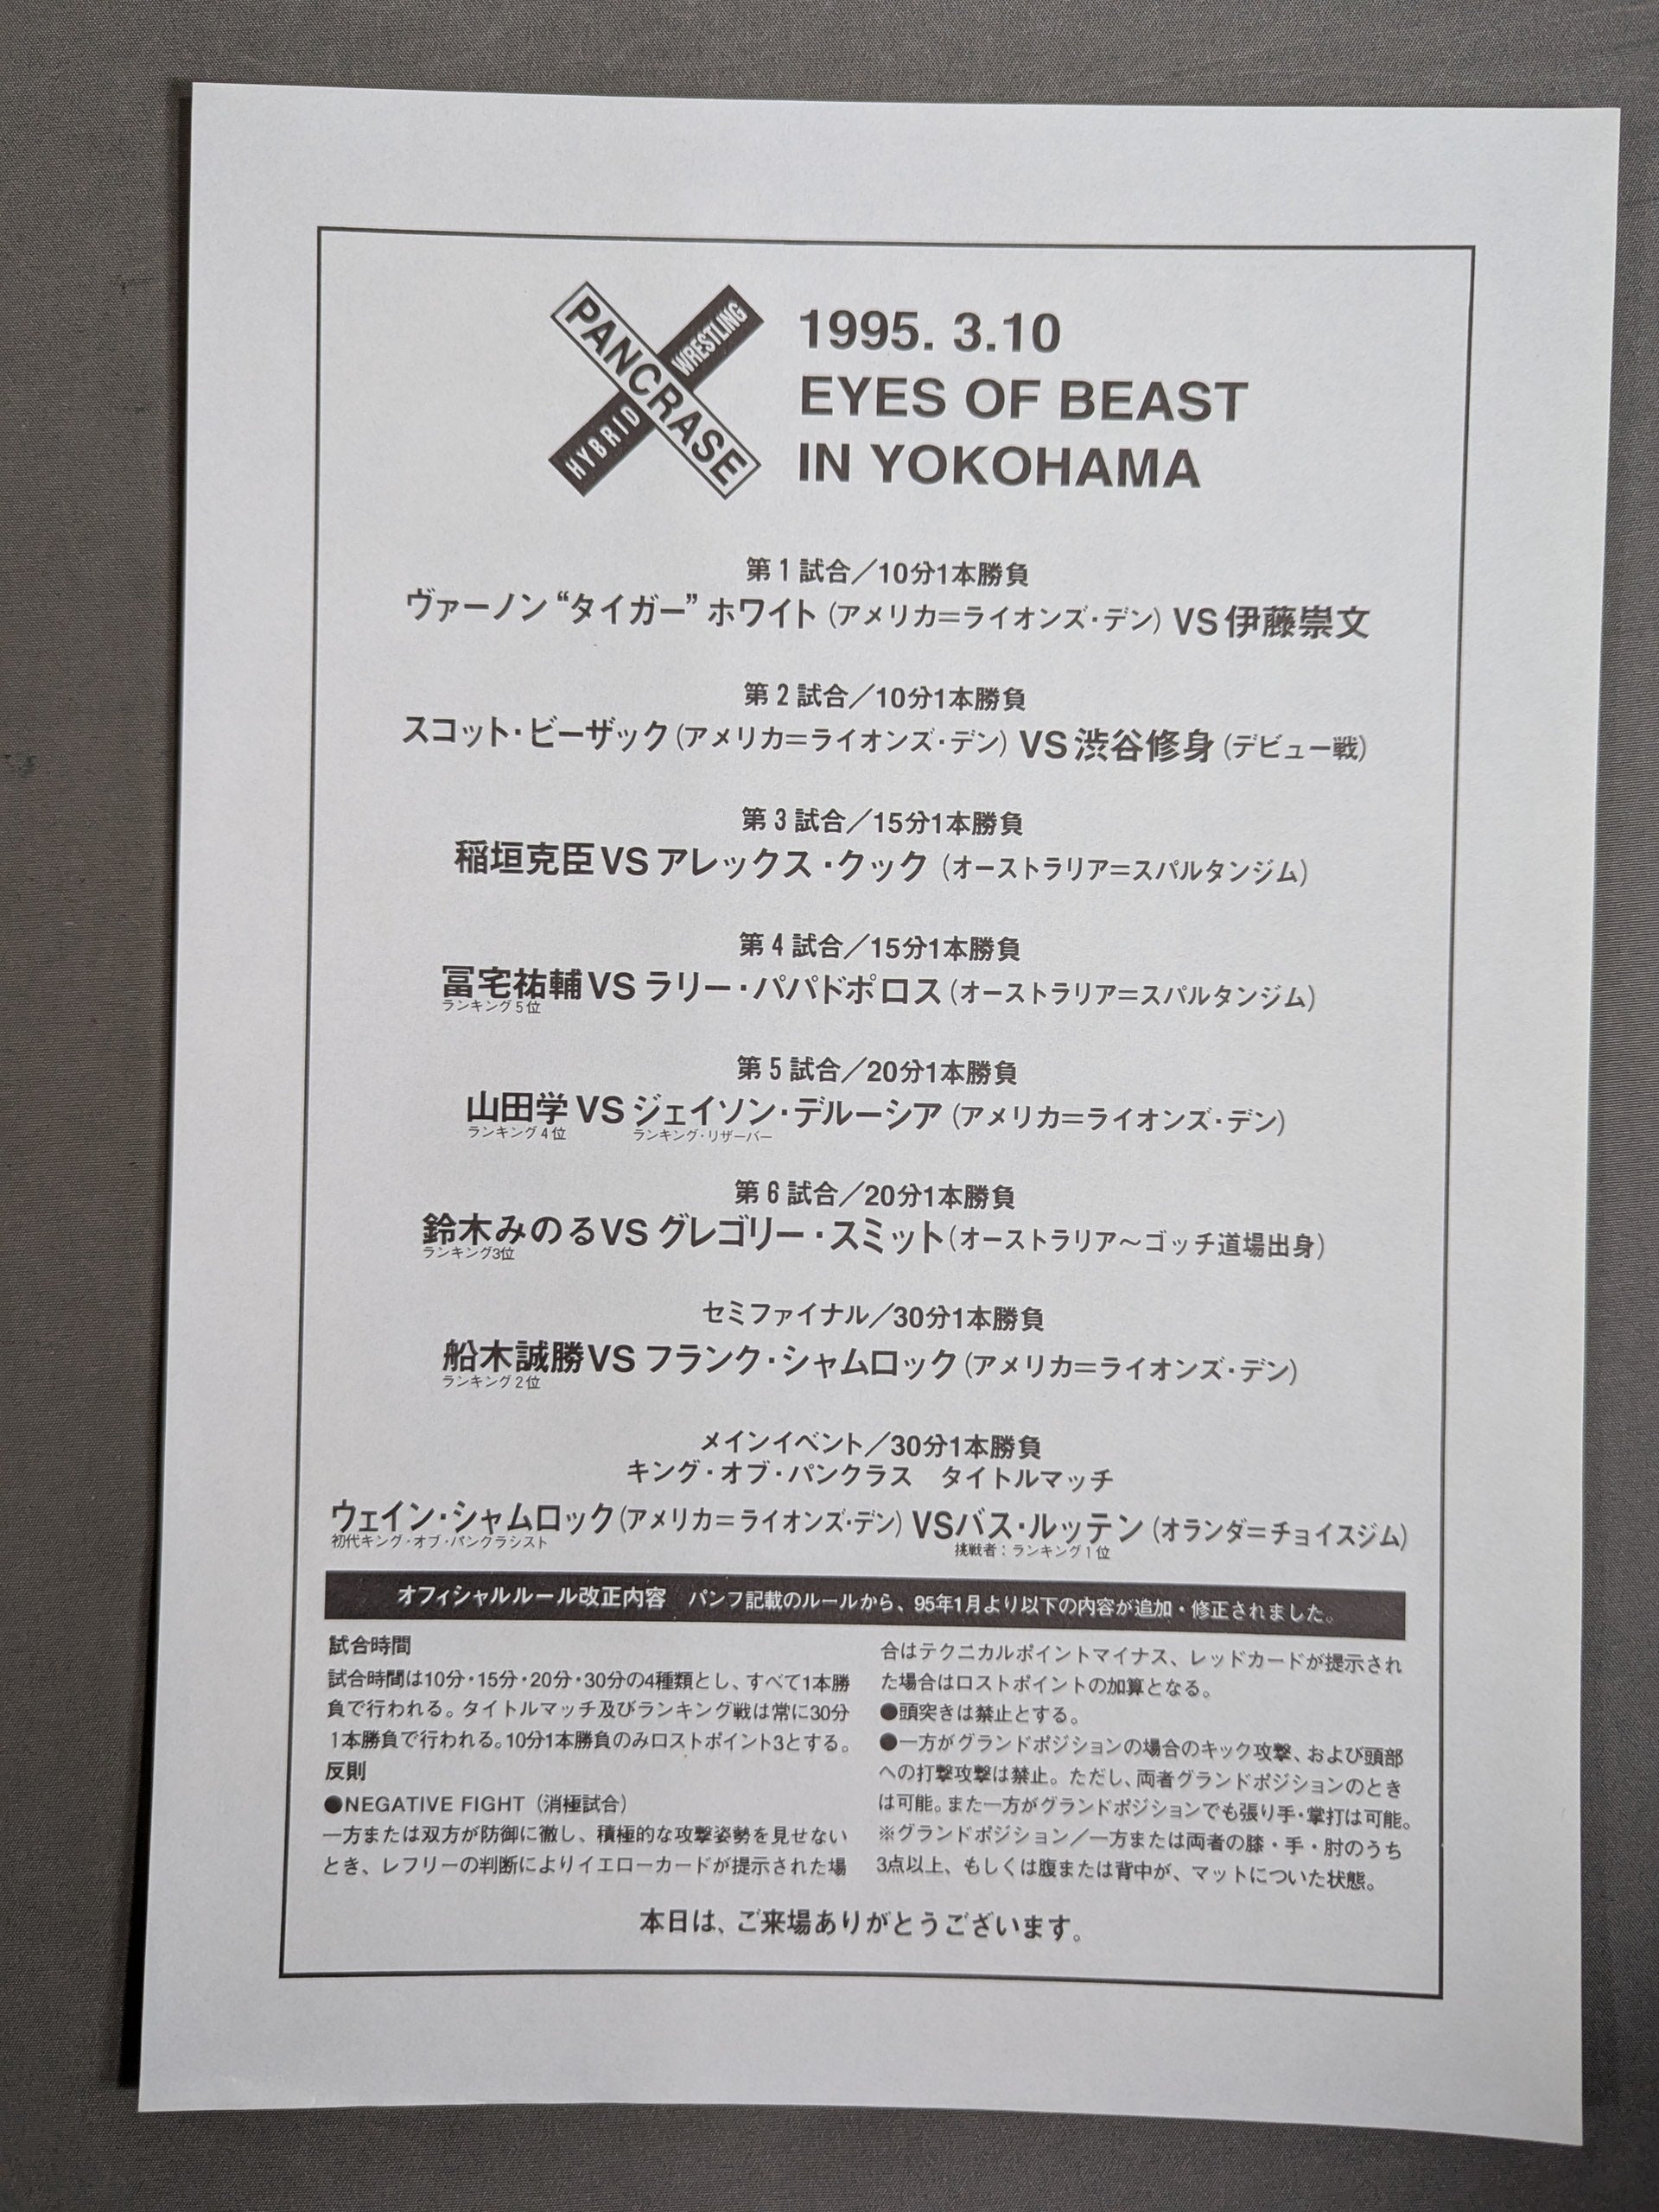 PANCRASE
HYBRID WRESTLING
1995. 3.10
EYES OF BEAST
IN YOKOHAMA
第1試合／10分1本勝負
ヴァーノン“タイガー”ホワイト（アメリカ＝ライオンズ・デン）VS伊藤崇文
第2試合／10分1本勝負
スコット・ビーザック（アメリカ＝ライオンズ・デン）VS渋谷修身（デビュー戦）
第3試合／15分1本勝負
稲垣克臣VSアレックス・クック（オーストラリア＝スパルタンジム）
第4試合／15分1本勝負
冨宅祐輔VSラリー・パパドポロス（オーストラリア＝スパルタンジム）
ランキング5位
第5試合／20分1本勝負
山田学VSジェイソン・デルーシア（アメリカ＝ライオンズ・デン）
ランキング4位 ランキング・リザーバー
第6試合／20分1本勝負
鈴木みのるVSグレゴリー・スミット（オーストラリア～ゴッチ道場出身）
ランキング3位
セミファイナル／30分1本勝負
船木誠勝VSフランク・シャムロック（アメリカ＝ライオンズ・デン）
ランキング2位
メインイベント／30分1本勝負
キング・オブ・パンクラス　タイトルマッチ
ウェイン・シャムロック（アメリカ＝ライオンズ・デン）VSバス・ルッテン（オランダ＝チョイスジム）
初代キング・オブ・パンクラシスト 挑戦者：ランキング1位
オフィシャルルール改正内容　パンフ記載のルールから、95年1月より以下の内容が追加・修正されました。
試合時間
試合時間は10分・15分・20分・30分の4種類とし、すべて1本勝
負で行われる。タイトルマッチ及びランキング戦は常に30分
1本勝負で行われる。10分1本勝負のみロストポイント3とする。
反則
●NEGATIVE FIGHT（消極試合）
一方または双方が防御に徹し、積極的な攻撃姿勢を見せない
とき、レフリーの判断によりイエローカードが提示された場
合はテクニカルポイントマイナス、レッドカードが提示され
た場合はロストポイントの加算となる。
●頭突きは禁止とする。
●一方がグランドポジションの場合のキック攻撃、および頭部
への打撃攻撃は禁止。ただし、両者グランドポジションのとき
は可能。また一方がグランドポジションでも張り手・掌打は可能。
※グランドポジション／一方または両者の膝・手・肘のうち
3点以上、もしくは腹または背中が、マットについた状態。
本日は、ご来場ありがとうございます。